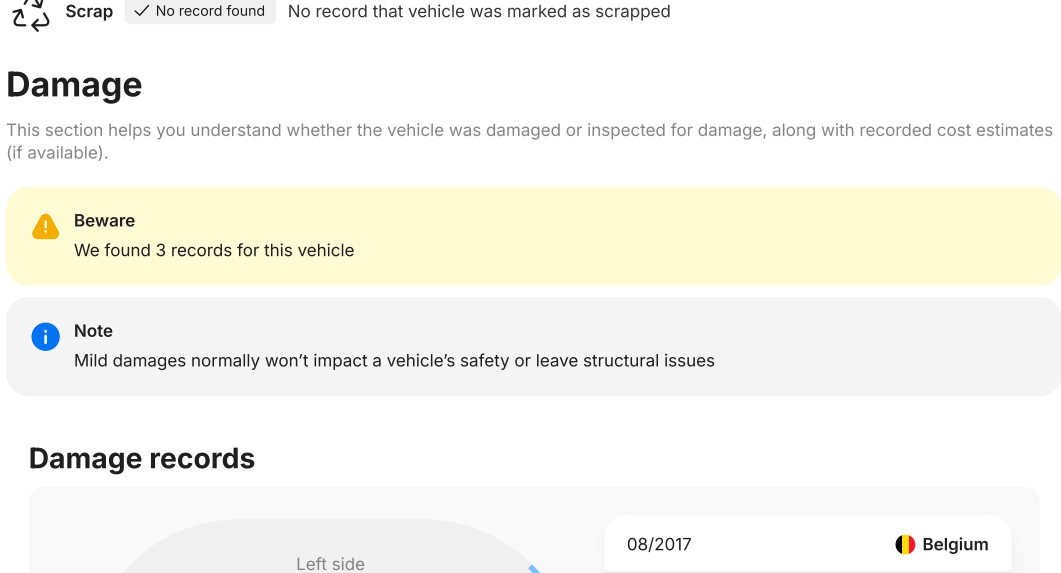 Scrap No record found No record that vehicle was marked as scrapped
Damage
This section helps you understand whether the vehicle was damaged or inspected for damage, along with recorded cost estimates
(if available).
Beware
We found 3 records for this vehicle
Note
Mild damages normally won’t impact a vehicle’s safety or leave structural issues
Damage records
Left side
08/2017 Belgium